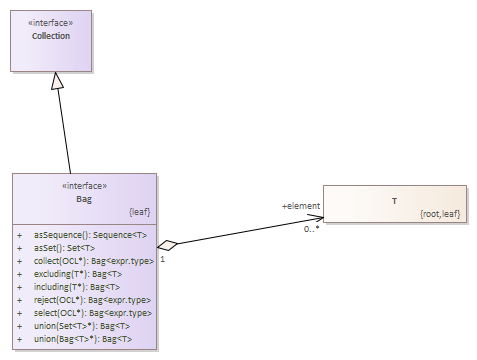 «interface»
Collection
«interface»
Bag
{leaf}
+ asSequence(): Sequence<T>
+ asSet(): Set<T>
+ collect(OCL*): Bag<expr.type>
+ excluding(T*): Bag<T>
+ including(T*): Bag<T>
+ reject(OCL*): Bag<expr.type>
+ select(OCL*): Bag<expr.type>
+ union(Set<T>*): Bag<T>
+ union(Bag<T>*): Bag<T>
1
+element
0..*
T
{root,leaf}